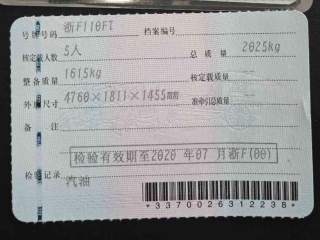 号牌号码 浙F110FT 档案编号
核定载人数 5人 总质量 2025kg
整备质量 1615kg 核定载质量
外廓尺寸 4760×1811×1455mm 准牵引总质量
备注
检验有效期至2020 年07 月浙F(00)
检验记录 汽油
*3370026312238*